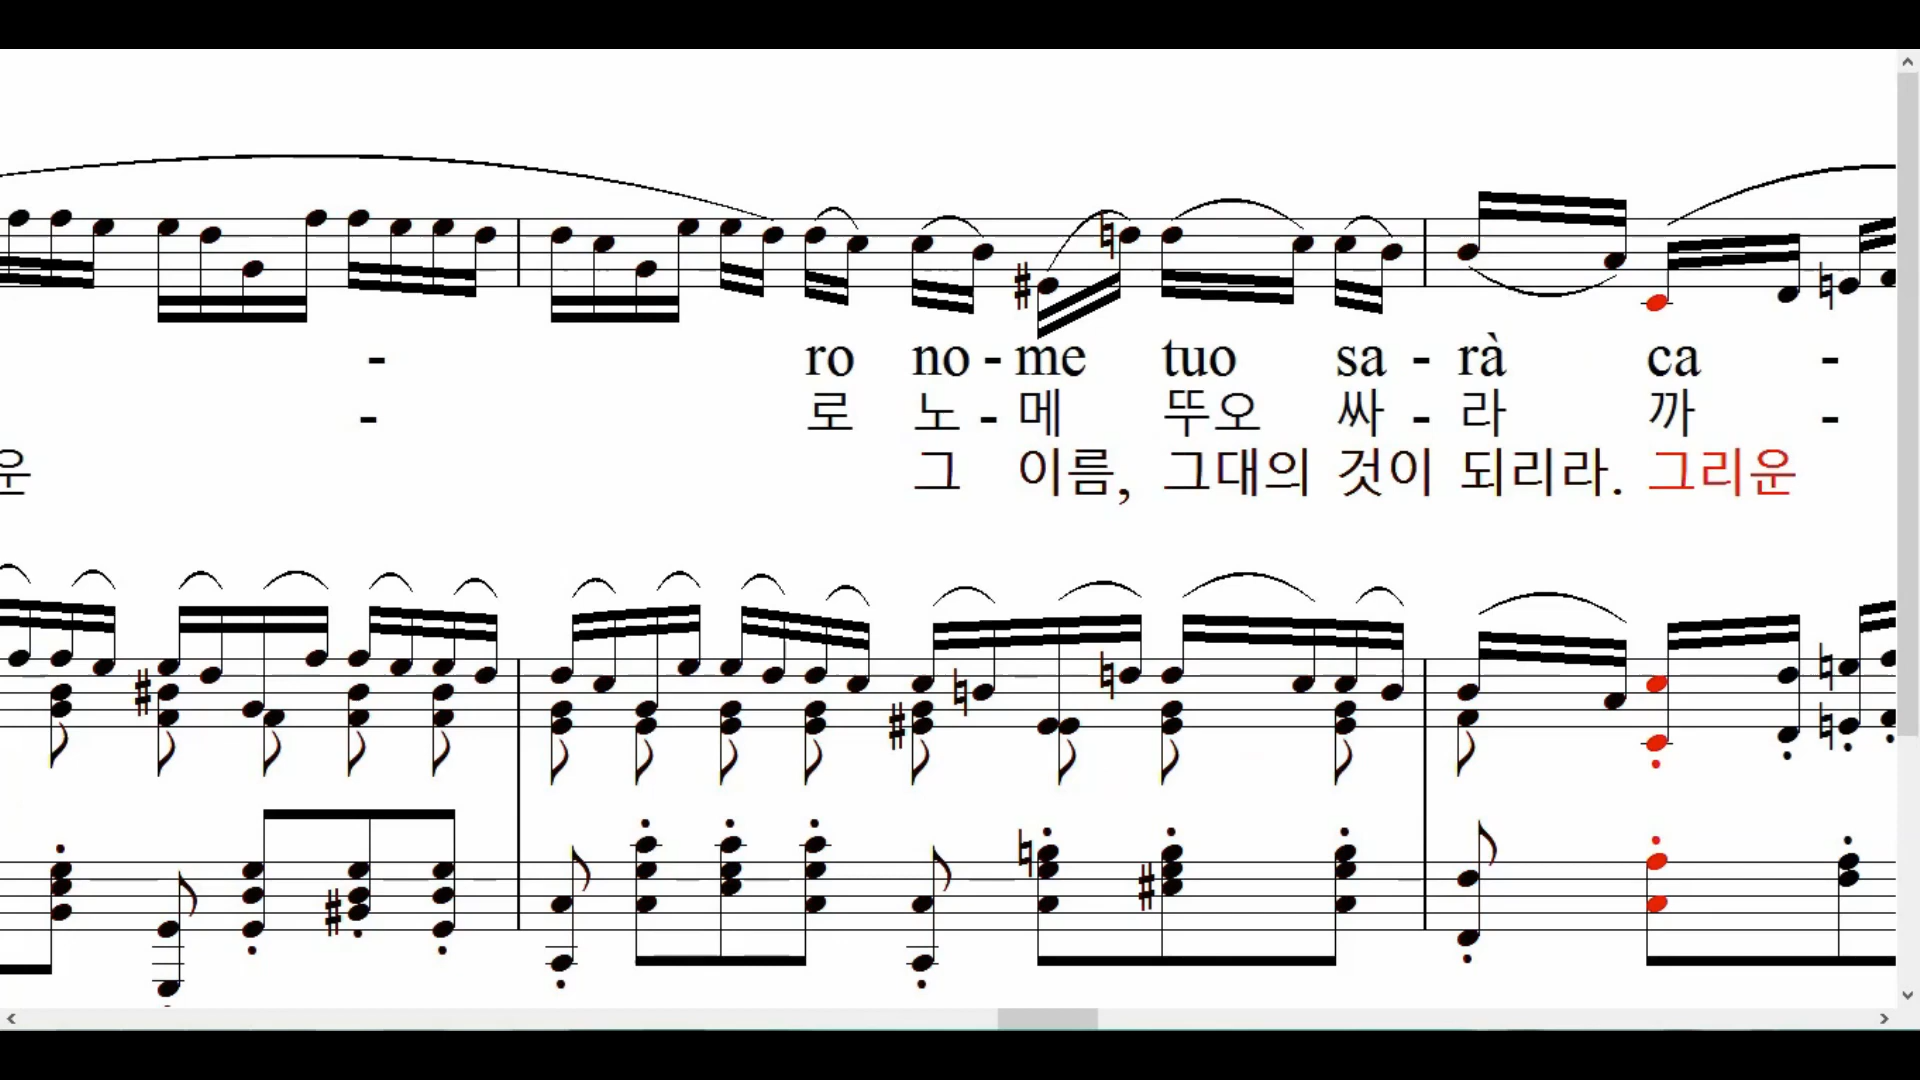 - ro no - me tuo sa - rà ca -
- 로 노 - 메 뚜오 싸 - 라 까 -
운 그 이름, 그대의 것이 되리라. 그리운